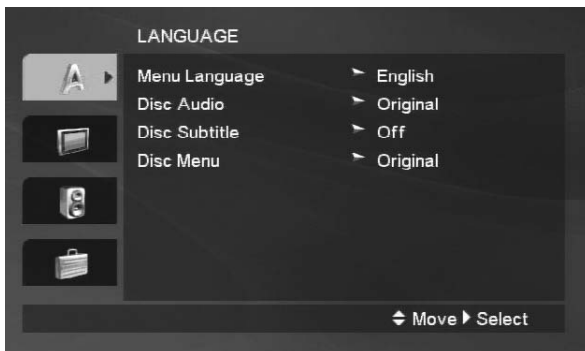 LANGUAGE
A
Menu Language English
Disc Audio Original
Disc Subtitle Off
Disc Menu Original
Move Select